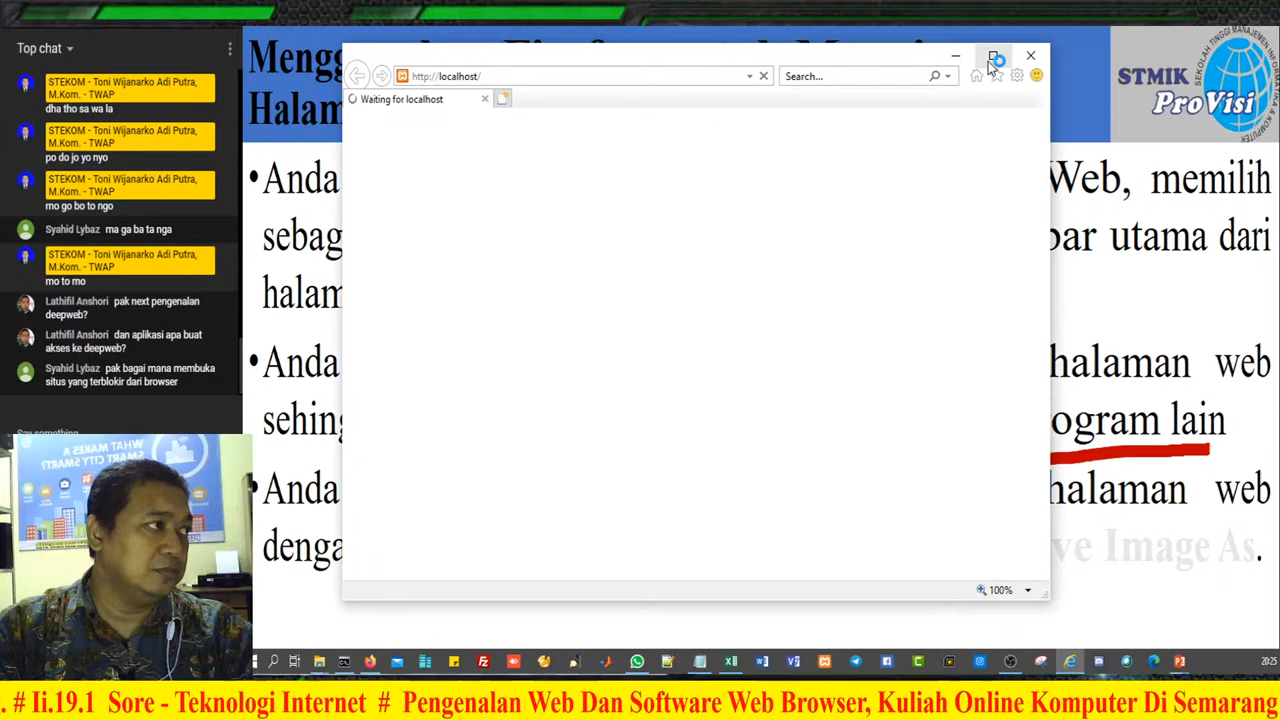 Top chat
STEKOM - Toni Wijanarko Adi Putra,
M.Kom. - TWAP
dha tho sa wa la
STEKOM - Toni Wijanarko Adi Putra,
M.Kom. - TWAP
po do jo yo nyo
STEKOM - Toni Wijanarko Adi Putra,
M.Kom. - TWAP
mo go bo to ngo
Syahid Lybaz ma ga ba ta nga
STEKOM - Toni Wijanarko Adi Putra,
M.Kom. - TWAP
mo to mo
Lathifil Anshori pak next pengenalan
deepweb?
Lathifil Anshori dan aplikasi apa buat
akses ke deepweb?
Syahid Lybaz pak bagai mana membuka
situs yang terblokir dari browser
Say something
WHAT MAKES A
CITY SMART?
Halam
http://localhost/
Search...
Waiting for localhost
100%
STMIK
ProVisi
•Anda Web, memilih
sebag bar utama dari
halam
•Anda halaman web
sehing ogram lain
•Anda halaman web
denga ve Image As.
20:25
g. # Ii.19.1 Sore - Teknologi Internet # Pengenalan Web Dan Software Web Browser, Kuliah Online Komputer Di Semarang